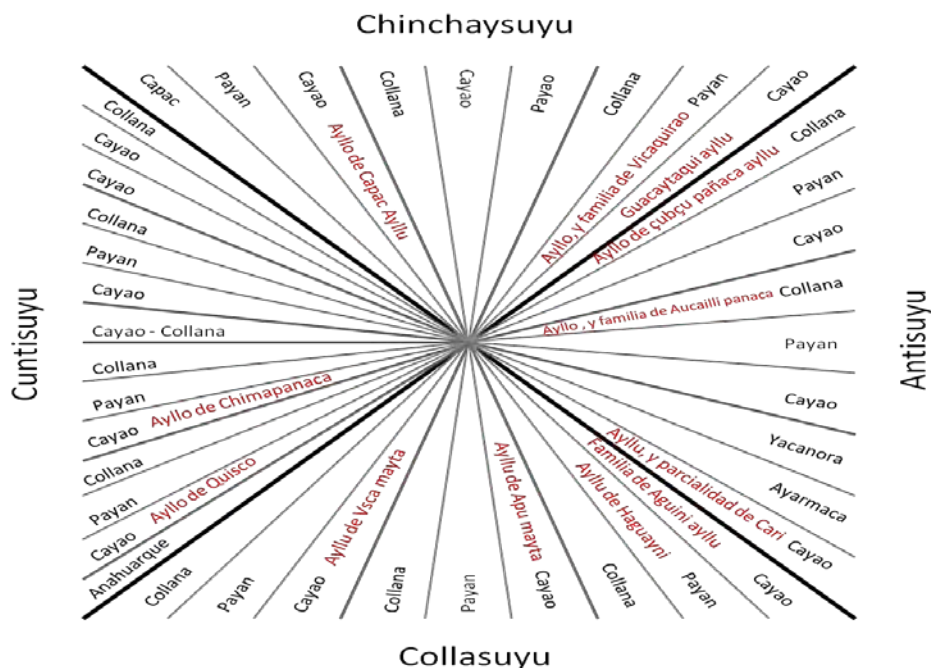 Chinchaysuyu
Capac
Payan
Cayao
Collana
Cayao
Payao
Collana
Payan
Cayao
Ayllo de Capac Ayllu
Ayllo, y familia de Vicaquirao
Guacaytaqui ayllu
Antisuyu
Collana
Ayllo de çubçu pañaca ayllu
Payan
Cayao
Collana
Ayllo , y familia de Aucailli panaca
Payan
Cayao
Yacanora
Ayarmaca
Cayao
Ayllu, y parcialidad de Cari
Collasuyu
Cayao
Familia de Aguini ayllu
Payan
Ayllu de Haguayni
Collana
Cayao
Ayllu de Apu mayta
Payan
Collana
Cayao
Ayllu de Vsca mayta
Payan
Collana
Cuntisuyu
Collana
Cayao
Cayao
Collana
Payan
Cayao
Cayao - Collana
Collana
Payan
Cayao
Ayllo de Chimapanaca
Collana
Payan
Cayao
Ayllo de Quisco
Anahuarque